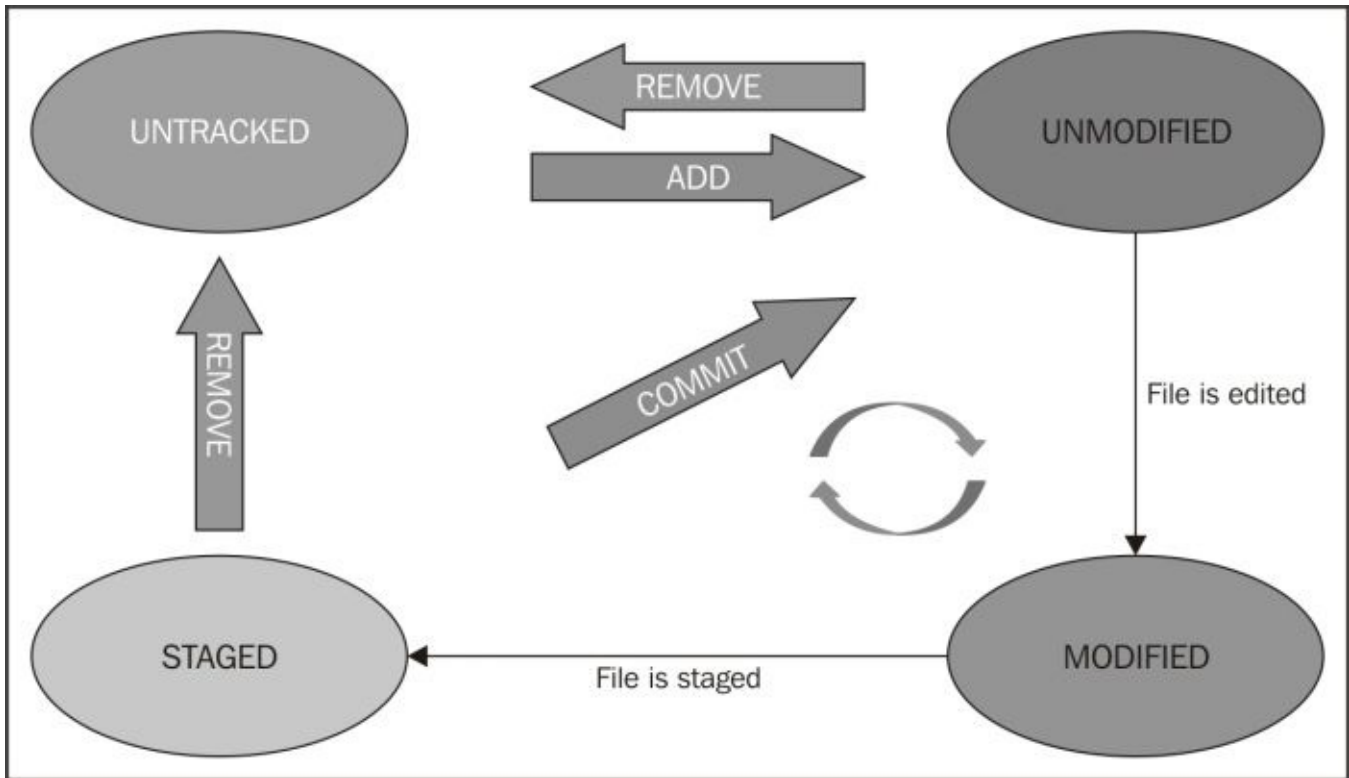 UNTRACKED
REMOVE
ADD
UNMODIFIED
REMOVE
COMMIT
File is edited
STAGED
File is staged
MODIFIED